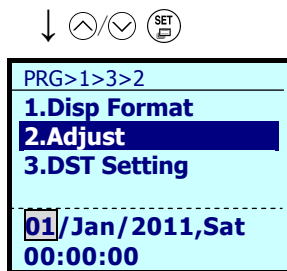 SET
PRG>1>3>2
1.Disp Format
2.Adjust
3.DST Setting
01/Jan/2011,Sat
00:00:00